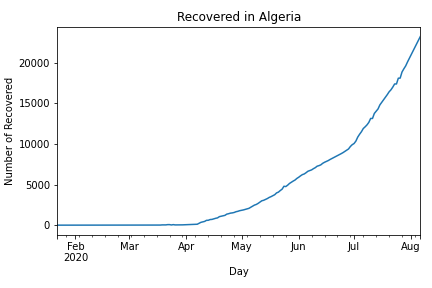 Recovered in Algeria
Number of Recovered
20000
15000
10000
5000
0
Feb Mar Apr May Jun Jul Aug
2020
Day